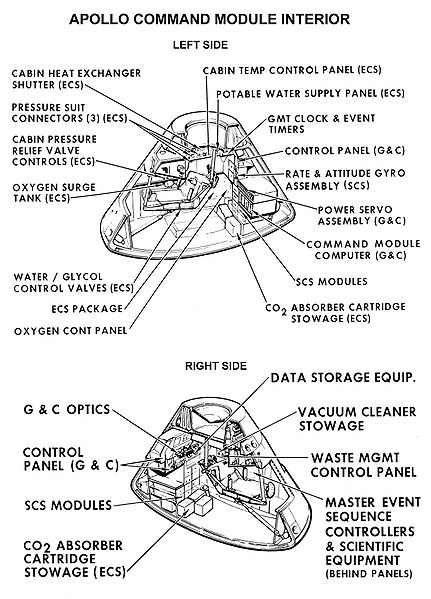 APOLLO COMMAND MODULE INTERIOR
LEFT SIDE
CABIN HEAT EXCHANGER
SHUTTER (ECS)
PRESSURE SUIT
CONNECTORS (3) (ECS)
CABIN PRESSURE
RELIEF VALVE
CONTROLS (ECS)
OXYGEN SURGE
TANK (ECS)
WATER / GLYCOL
CONTROL VALVES (ECS)
ECS PACKAGE
OXYGEN CONT PANEL
CABIN TEMP CONTROL PANEL (ECS)
POTABLE WATER SUPPLY PANEL (ECS)
GMT CLOCK & EVENT
TIMERS
CONTROL PANEL (G&C)
RATE & ATTITUDE GYRO
ASSEMBLY (SCS)
POWER SERVO
ASSEMBLY (G&C)
COMMAND MODULE
COMPUTER (G&C)
SCS MODULES
CO2 ABSORBER CARTRIDGE
STOWAGE (ECS)
RIGHT SIDE
G & C OPTICS
CONTROL
PANEL (G & C)
SCS MODULES
CO2 ABSORBER
CARTRIDGE
STOWAGE (ECS)
DATA STORAGE EQUIP.
VACUUM CLEANER
STOWAGE
WASTE MGMT
CONTROL PANEL
MASTER EVENT
SEQUENCE
CONTROLLERS
& SCIENTIFIC
EQUIPMENT
(BEHIND PANELS)